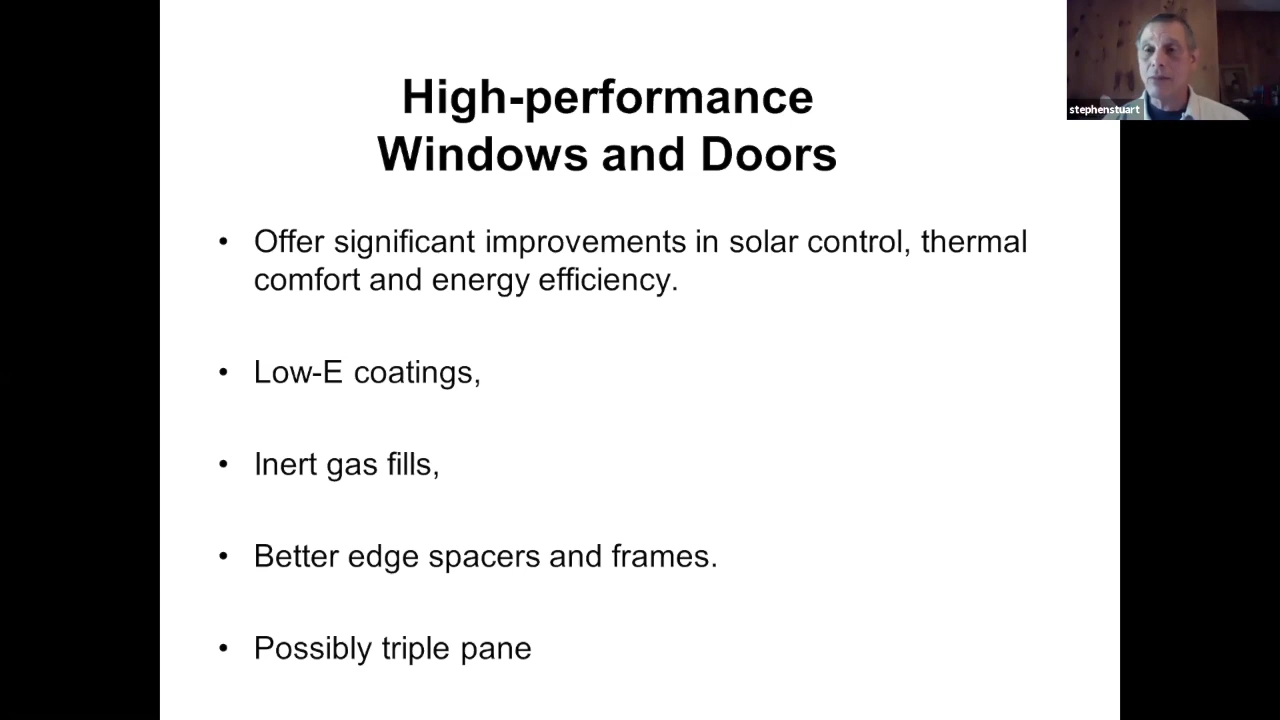 High-performance
Windows and Doors
• Offer significant improvements in solar control, thermal
comfort and energy efficiency.
• Low-E coatings,
• Inert gas fills,
• Better edge spacers and frames.
• Possibly triple pane
stephenstuart